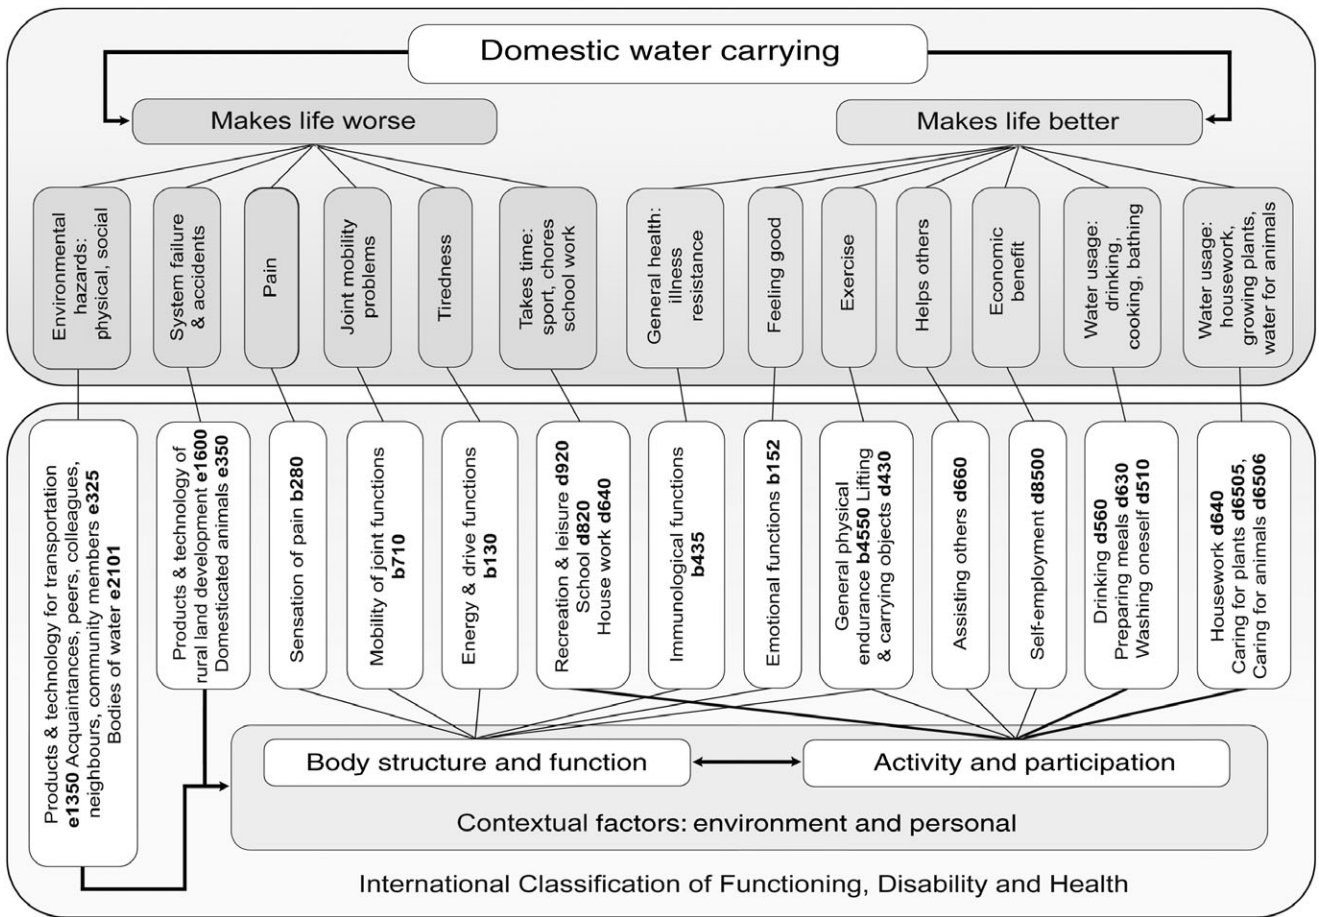 Domestic water carrying
Makes life worse
Makes life better
Environmental
hazards:
physical, social
System failure
& accidents
Pain
Joint mobility
problems
Tiredness
Takes time:
sport, chores
school work
General health:
illness
resistance
Feeling good
Exercise
Helps others
Economic
benefit
Water usage:
drinking,
cooking, bathing
Water usage:
housework,
growing plants,
water for animals
Products & technology for transportation
e1350 Acquaintances, peers, colleagues,
neighbours, community members e325
Bodies of water e2101
Products & technology of
rural land development e1600
Domesticated animals e350
Sensation of pain b280
Mobility of joint functions
b710
Energy & drive functions
b130
Recreation & leisure d920
School d820
House work d640
Immunological functions
b435
Emotional functions b152
General physical
endurance b4550 Lifting
& carrying objects d430
Assisting others d660
Self-employment d8500
Drinking d560
Preparing meals d630
Washing oneself d510
Housework d640
Caring for plants d6505,
Caring for animals d6506
Body structure and function
Activity and participation
Contextual factors: environment and personal
International Classification of Functioning, Disability and Health